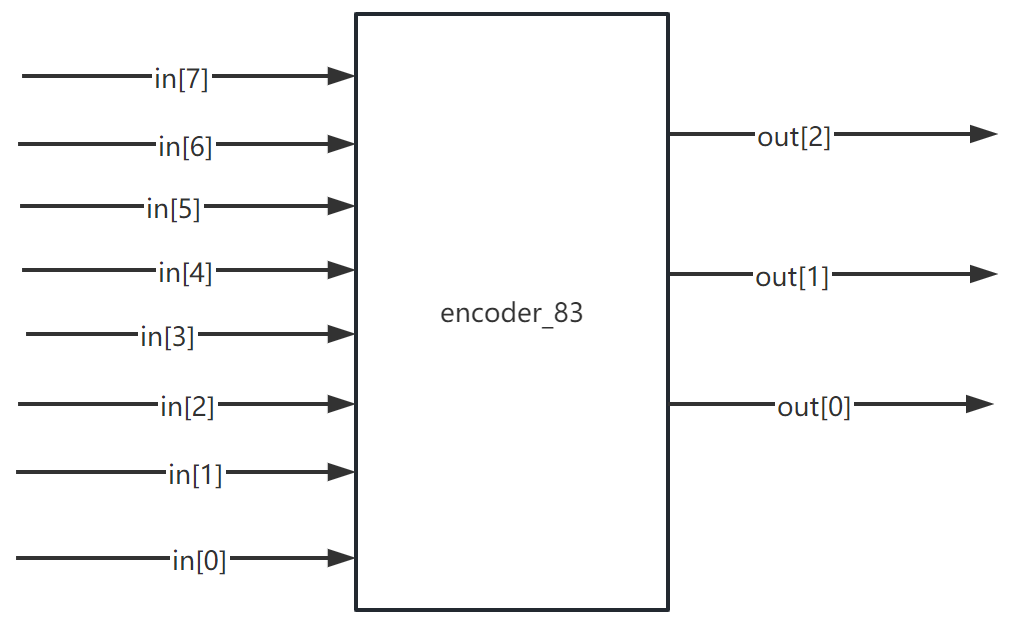 in[7]
in[6]
in[5]
in[4]
in[3]
in[2]
in[1]
in[0]
encoder_83
out[2]
out[1]
out[0]